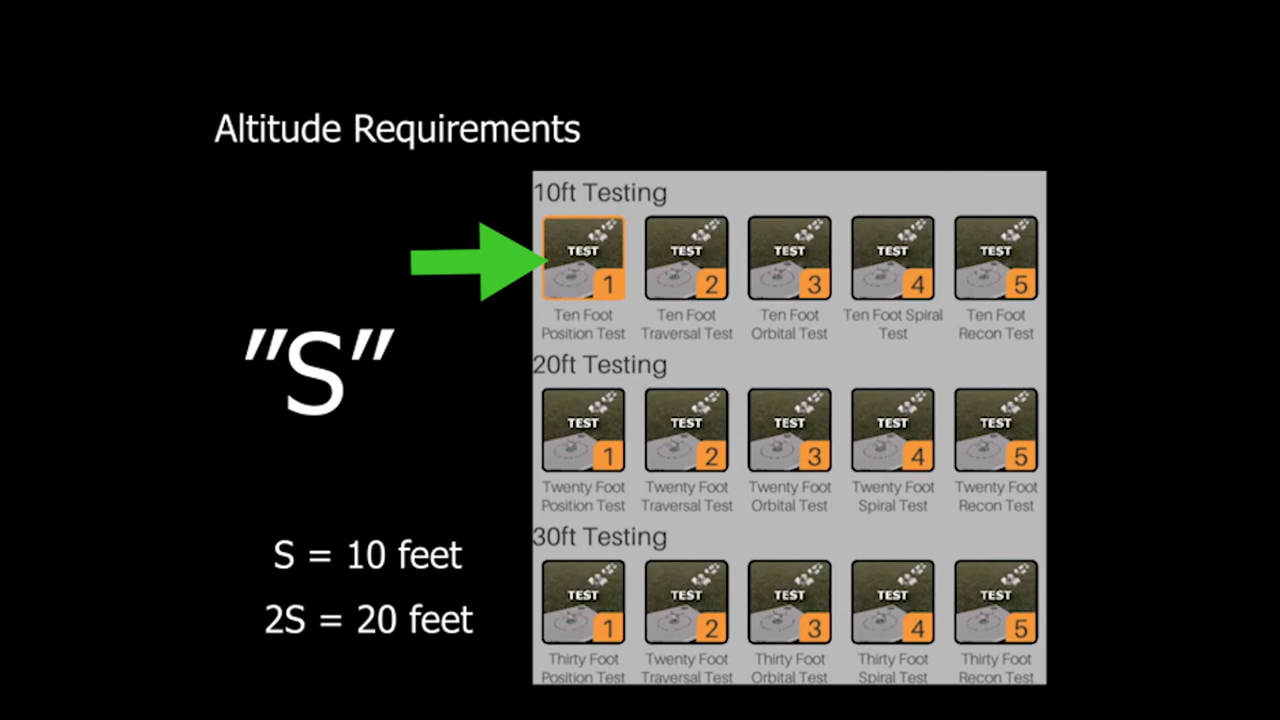 Altitude Requirements
"S"
S = 10 feet
2S = 20 feet
10ft Testing
TEST TEST TEST TEST TEST
1 2 3 4 5
Ten Foot Ten Foot Ten Foot Ten Foot Spiral Ten Foot
Position Test Traversal Test Orbital Test Test Recon Test
20ft Testing
TEST TEST TEST TEST TEST
1 2 3 4 5
Twenty Foot Twenty Foot Twenty Foot Twenty Foot Twenty Foot
Position Test Traversal Test Orbital Test Spiral Test Recon Test
30ft Testing
TEST TEST TEST TEST TEST
1 2 3 4 5
Thirty Foot Twenty Foot Thirty Foot Thirty Foot Thirty Foot
Position Test Traversal Test Orbital Test Spiral Test Recon Test